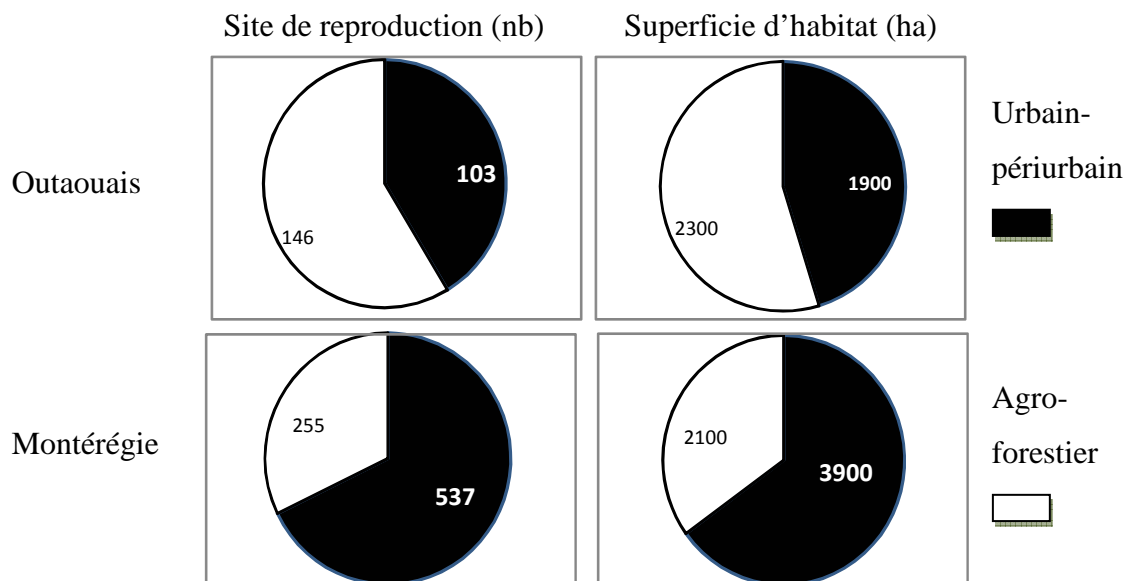 Site de reproduction (nb)
Superficie d’habitat (ha)
Outaouais
103
146
1900
2300
Urbain-
périurbain
Montérégie
255
537
2100
3900
Agro-
forestier